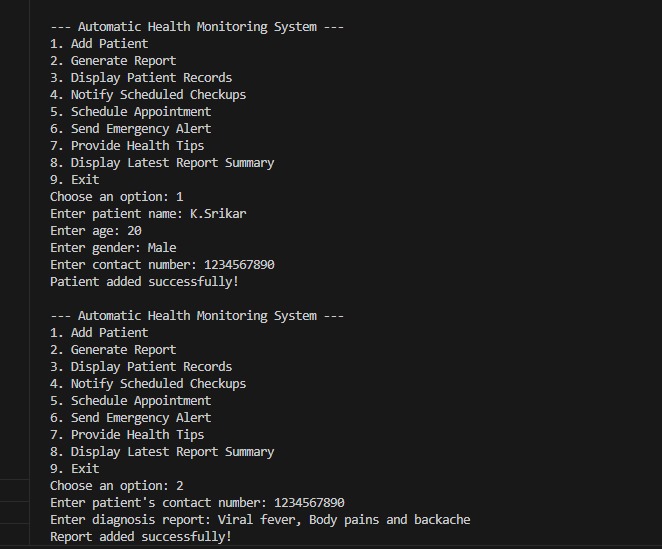 --- Automatic Health Monitoring System ---
1. Add Patient
2. Generate Report
3. Display Patient Records
4. Notify Scheduled Checkups
5. Schedule Appointment
6. Send Emergency Alert
7. Provide Health Tips
8. Display Latest Report Summary
9. Exit
Choose an option: 1
Enter patient name: K.Srikar
Enter age: 20
Enter gender: Male
Enter contact number: 1234567890
Patient added successfully!
--- Automatic Health Monitoring System ---
1. Add Patient
2. Generate Report
3. Display Patient Records
4. Notify Scheduled Checkups
5. Schedule Appointment
6. Send Emergency Alert
7. Provide Health Tips
8. Display Latest Report Summary
9. Exit
Choose an option: 2
Enter patient's contact number: 1234567890
Enter diagnosis report: Viral fever, Body pains and backache
Report added successfully!